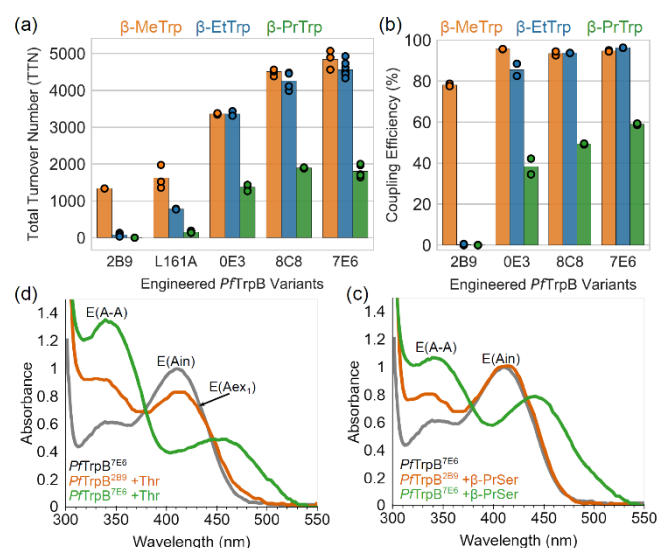 (a)
β-MeTrp β-EtTrp β-PrTrp
Total Turnover Number (TTN)
5000
4000
3000
2000
1000
0
2B9 L161A 0E3 8C8 7E6
Engineered PfTrpB Variants
(b)
β-MeTrp β-EtTrp β-PrTrp
Coupling Efficiency (%)
100
80
60
40
20
0
2B9 0E3 8C8 7E6
Engineered PfTrpB Variants
(d)
E(A-A)
E(Ain)
E(Aex₁)
Absorbance
1.4
1.2
1
0.8
0.6
0.4
0.2
0
PfTrpB⁷ᴱ⁶
PfTrpB²ᴮ⁹ +Thr
PfTrpB⁷ᴱ⁶ +Thr
300 350 400 450 500 550
Wavelength (nm)
(c)
E(A-A)
E(Ain)
Absorbance
1.4
1.2
1
0.8
0.6
0.4
0.2
0
PfTrpB⁷ᴱ⁶
PfTrpB²ᴮ⁹ +β-PrSer
PfTrpB⁷ᴱ⁶ +β-PrSer
300 350 400 450 500 550
Wavelength (nm)